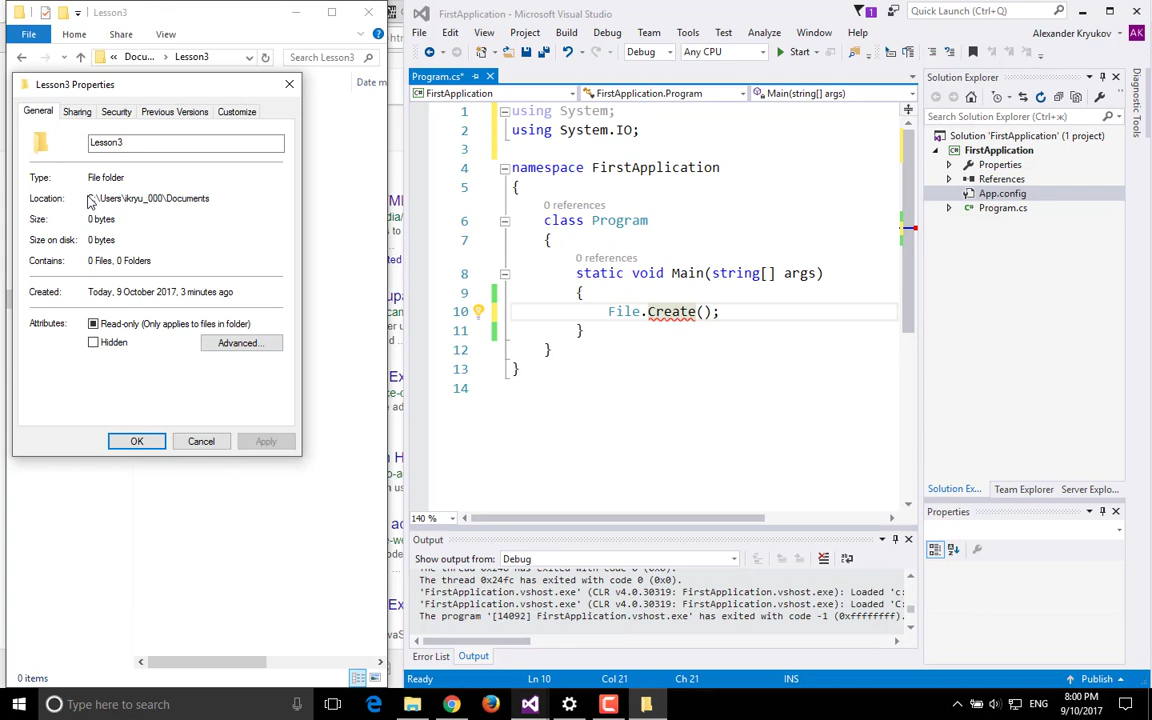 Lesson3
File
Home
Share
View
Docu...
Lesson3
Search Lesson3
Date m
Lesson3 Properties
General
Sharing
Security
Previous Versions
Customize
Lesson3
Type:
File folder
Location:
C:\Users\ikryu_000\Documents
Size:
0 bytes
Size on disk:
0 bytes
Contains:
0 Files, 0 Folders
Created:
Today, 9 October 2017, 3 minutes ago
Attributes:
Read-only (Only applies to files in folder)
Hidden
Advanced...
OK
Cancel
Apply
0 items
FirstApplication - Microsoft Visual Studio
1
Quick Launch (Ctrl+Q)
File
Edit
View
Project
Build
Debug
Team
Tools
Test
Analyze
Window
Help
Alexander Kryukov
AK
Debug
Any CPU
Start
Program.cs*
FirstApplication
FirstApplication.Program
Main(string[] args)
1 using System;
2 using System.IO;
3
4 namespace FirstApplication
5 {
0 references
6 class Program
7 {
0 references
8 static void Main(string[] args)
9 {
10 File.Create();
11 }
12 }
13 }
14
140 %
Output
Show output from:
Debug
The thread 0x24fc has exited with code 0 (0x0).
'FirstApplication.vshost.exe' (CLR v4.0.30319: FirstApplication.vshost.exe): Loaded 'c:
'FirstApplication.vshost.exe' (CLR v4.0.30319: FirstApplication.vshost.exe): Loaded 'C:
The program '[14092] FirstApplication.vshost.exe' has exited with code -1 (0xffffffff).
Error List
Output
Solution Explorer
Search Solution Explorer (Ctrl+ж)
Solution 'FirstApplication' (1 project)
FirstApplication
Properties
References
App.config
Program.cs
Solution Ex...
Team Explorer
Server Explo...
Properties
Diagnostic Tools
Ready
Ln 10
Col 21
Ch 21
INS
Publish
Type here to search
8:00 PM
9/10/2017